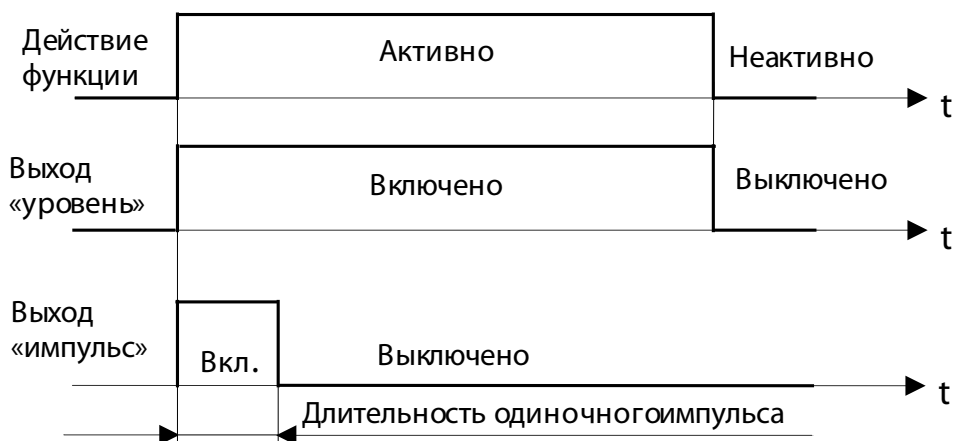 Действие
функции
Активно
Неактивно
t
Выход
«уровень»
Включено
Выключено
t
Выход
«импульс»
Вкл.
Выключено
t
Длительность одиночногоимпульса